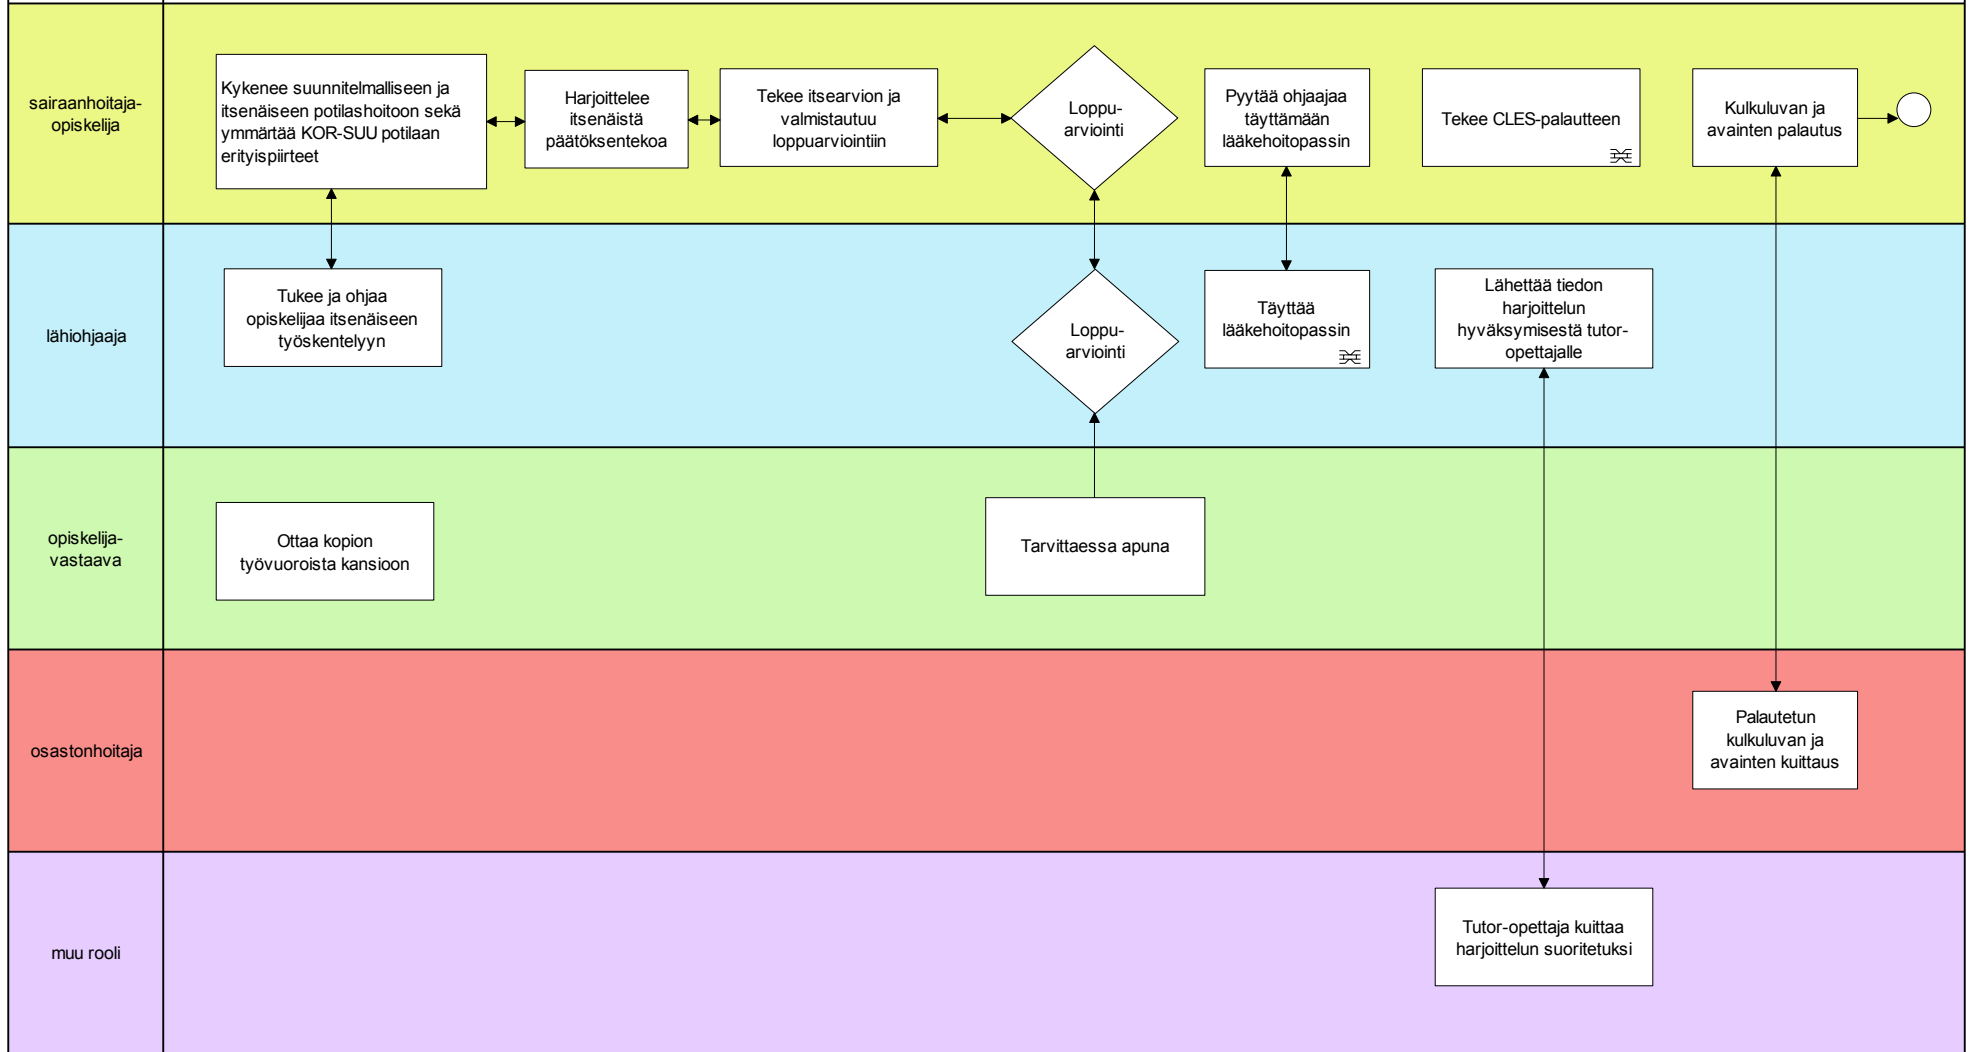 sairaanhoitaja-
opiskelija
Kykenee suunnitelmalliseen ja
itsenäiseen potilashoitoon sekä
ymmärtää KOR-SUU potilaan
erityispiirteet
Harjoittelee
itsenäistä
päätöksentekoa
Tekee itsearvion ja
valmistautuu
loppuarviointiin
Loppu-
arviointi
Pyytää ohjaajaa
täyttämään
lääkehoitopassin
Tekee CLES-palautteen
Kulkuluvan ja
avainten palautus
lähiohjaaja
Tukee ja ohjaa
opiskelijaa itsenäiseen
työskentelyyn
Loppu-
arviointi
Täyttää
lääkehoitopassin
Lähettää tiedon
harjoittelun
hyväksymisestä tutor-
opettajalle
opiskelija-
vastaava
Ottaa kopion
työvuoroista kansioon
Tarvittaessa apuna
osastonhoitaja
Palautetun
kulkuluvan ja
avainten kuittaus
muu rooli
Tutor-opettaja kuittaa
harjoittelun suoritetuksi